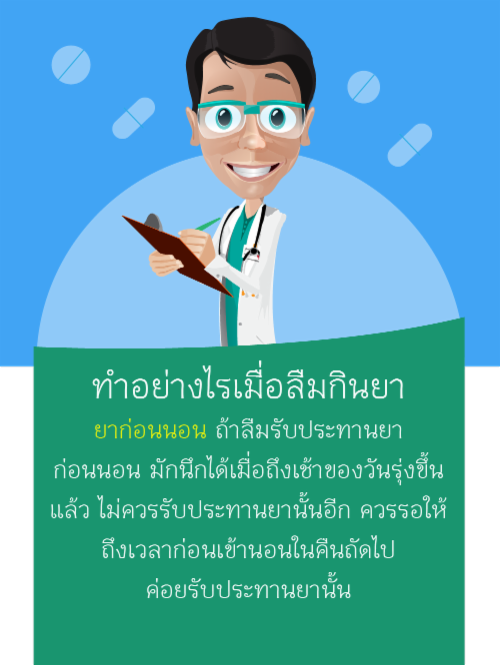 ทำอย่างไรเมื่อลืมกินยา
ยาก่อนนอน ถ้าลืมรับประทานยา
ก่อนนอน มักนึกได้เมื่อถึงเช้าของวันรุ่งขึ้น
แล้ว ไม่ควรรับประทานยานั้นอีก ควรรอให้
ถึงเวลาก่อนเข้านอนในคืนถัดไป
ค่อยรับประทานยานั้น